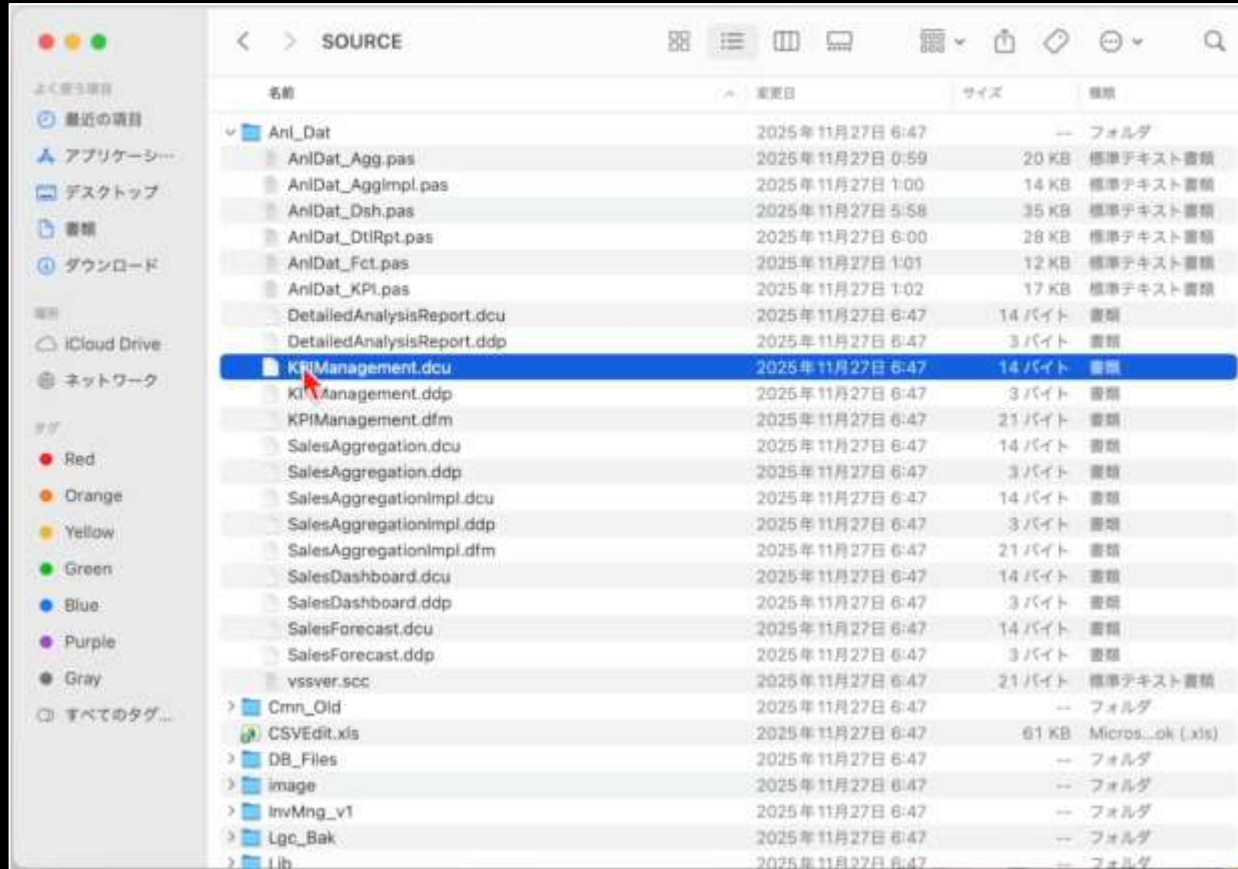 SOURCE
よく使う項目
最近の項目
アプリケーシ…
デスクトップ
書類
ダウンロード
場所
iCloud Drive
ネットワーク
タグ
Red
Orange
Yellow
Green
Blue
Purple
Gray
すべてのタグ…
名前 変更日 サイズ 種類
Anl_Dat 2025年11月27日 6:47 -- フォルダ
AnlDat_Agg.pas 2025年11月27日 0:59 20 KB 標準テキスト書類
AnlDat_AggImpl.pas 2025年11月27日 1:00 14 KB 標準テキスト書類
AnlDat_Dsh.pas 2025年11月27日 5:58 35 KB 標準テキスト書類
AnlDat_DtlRpt.pas 2025年11月27日 6:00 28 KB 標準テキスト書類
AnlDat_Fct.pas 2025年11月27日 1:01 12 KB 標準テキスト書類
AnlDat_KPI.pas 2025年11月27日 1:02 17 KB 標準テキスト書類
DetailedAnalysisReport.dcu 2025年11月27日 6:47 14 バイト 書類
DetailedAnalysisReport.ddp 2025年11月27日 6:47 3 バイト 書類
KPIManagement.dcu 2025年11月27日 6:47 14 バイト 書類
KPIManagement.ddp 2025年11月27日 6:47 3 バイト 書類
KPIManagement.dfm 2025年11月27日 6:47 21 バイト 書類
SalesAggregation.dcu 2025年11月27日 6:47 14 バイト 書類
SalesAggregation.ddp 2025年11月27日 6:47 3 バイト 書類
SalesAggregationImpl.dcu 2025年11月27日 6:47 14 バイト 書類
SalesAggregationImpl.ddp 2025年11月27日 6:47 3 バイト 書類
SalesAggregationImpl.dfm 2025年11月27日 6:47 21 バイト 書類
SalesDashboard.dcu 2025年11月27日 6:47 14 バイト 書類
SalesDashboard.ddp 2025年11月27日 6:47 3 バイト 書類
SalesForecast.dcu 2025年11月27日 6:47 14 バイト 書類
SalesForecast.ddp 2025年11月27日 6:47 3 バイト 書類
vssver.scc 2025年11月27日 6:47 21 バイト 標準テキスト書類
Cmn_Old 2025年11月27日 6:47 -- フォルダ
CSVEdit.xls 2025年11月27日 6:47 61 KB Micros...ok (.xls)
DB_Files 2025年11月27日 6:47 -- フォルダ
image 2025年11月27日 6:47 -- フォルダ
InvMng_v1 2025年11月27日 6:47 -- フォルダ
Lgc_Bak 2025年11月27日 6:47 -- フォルダ
Lib 2025年11月27日 6:47 -- フォルダ